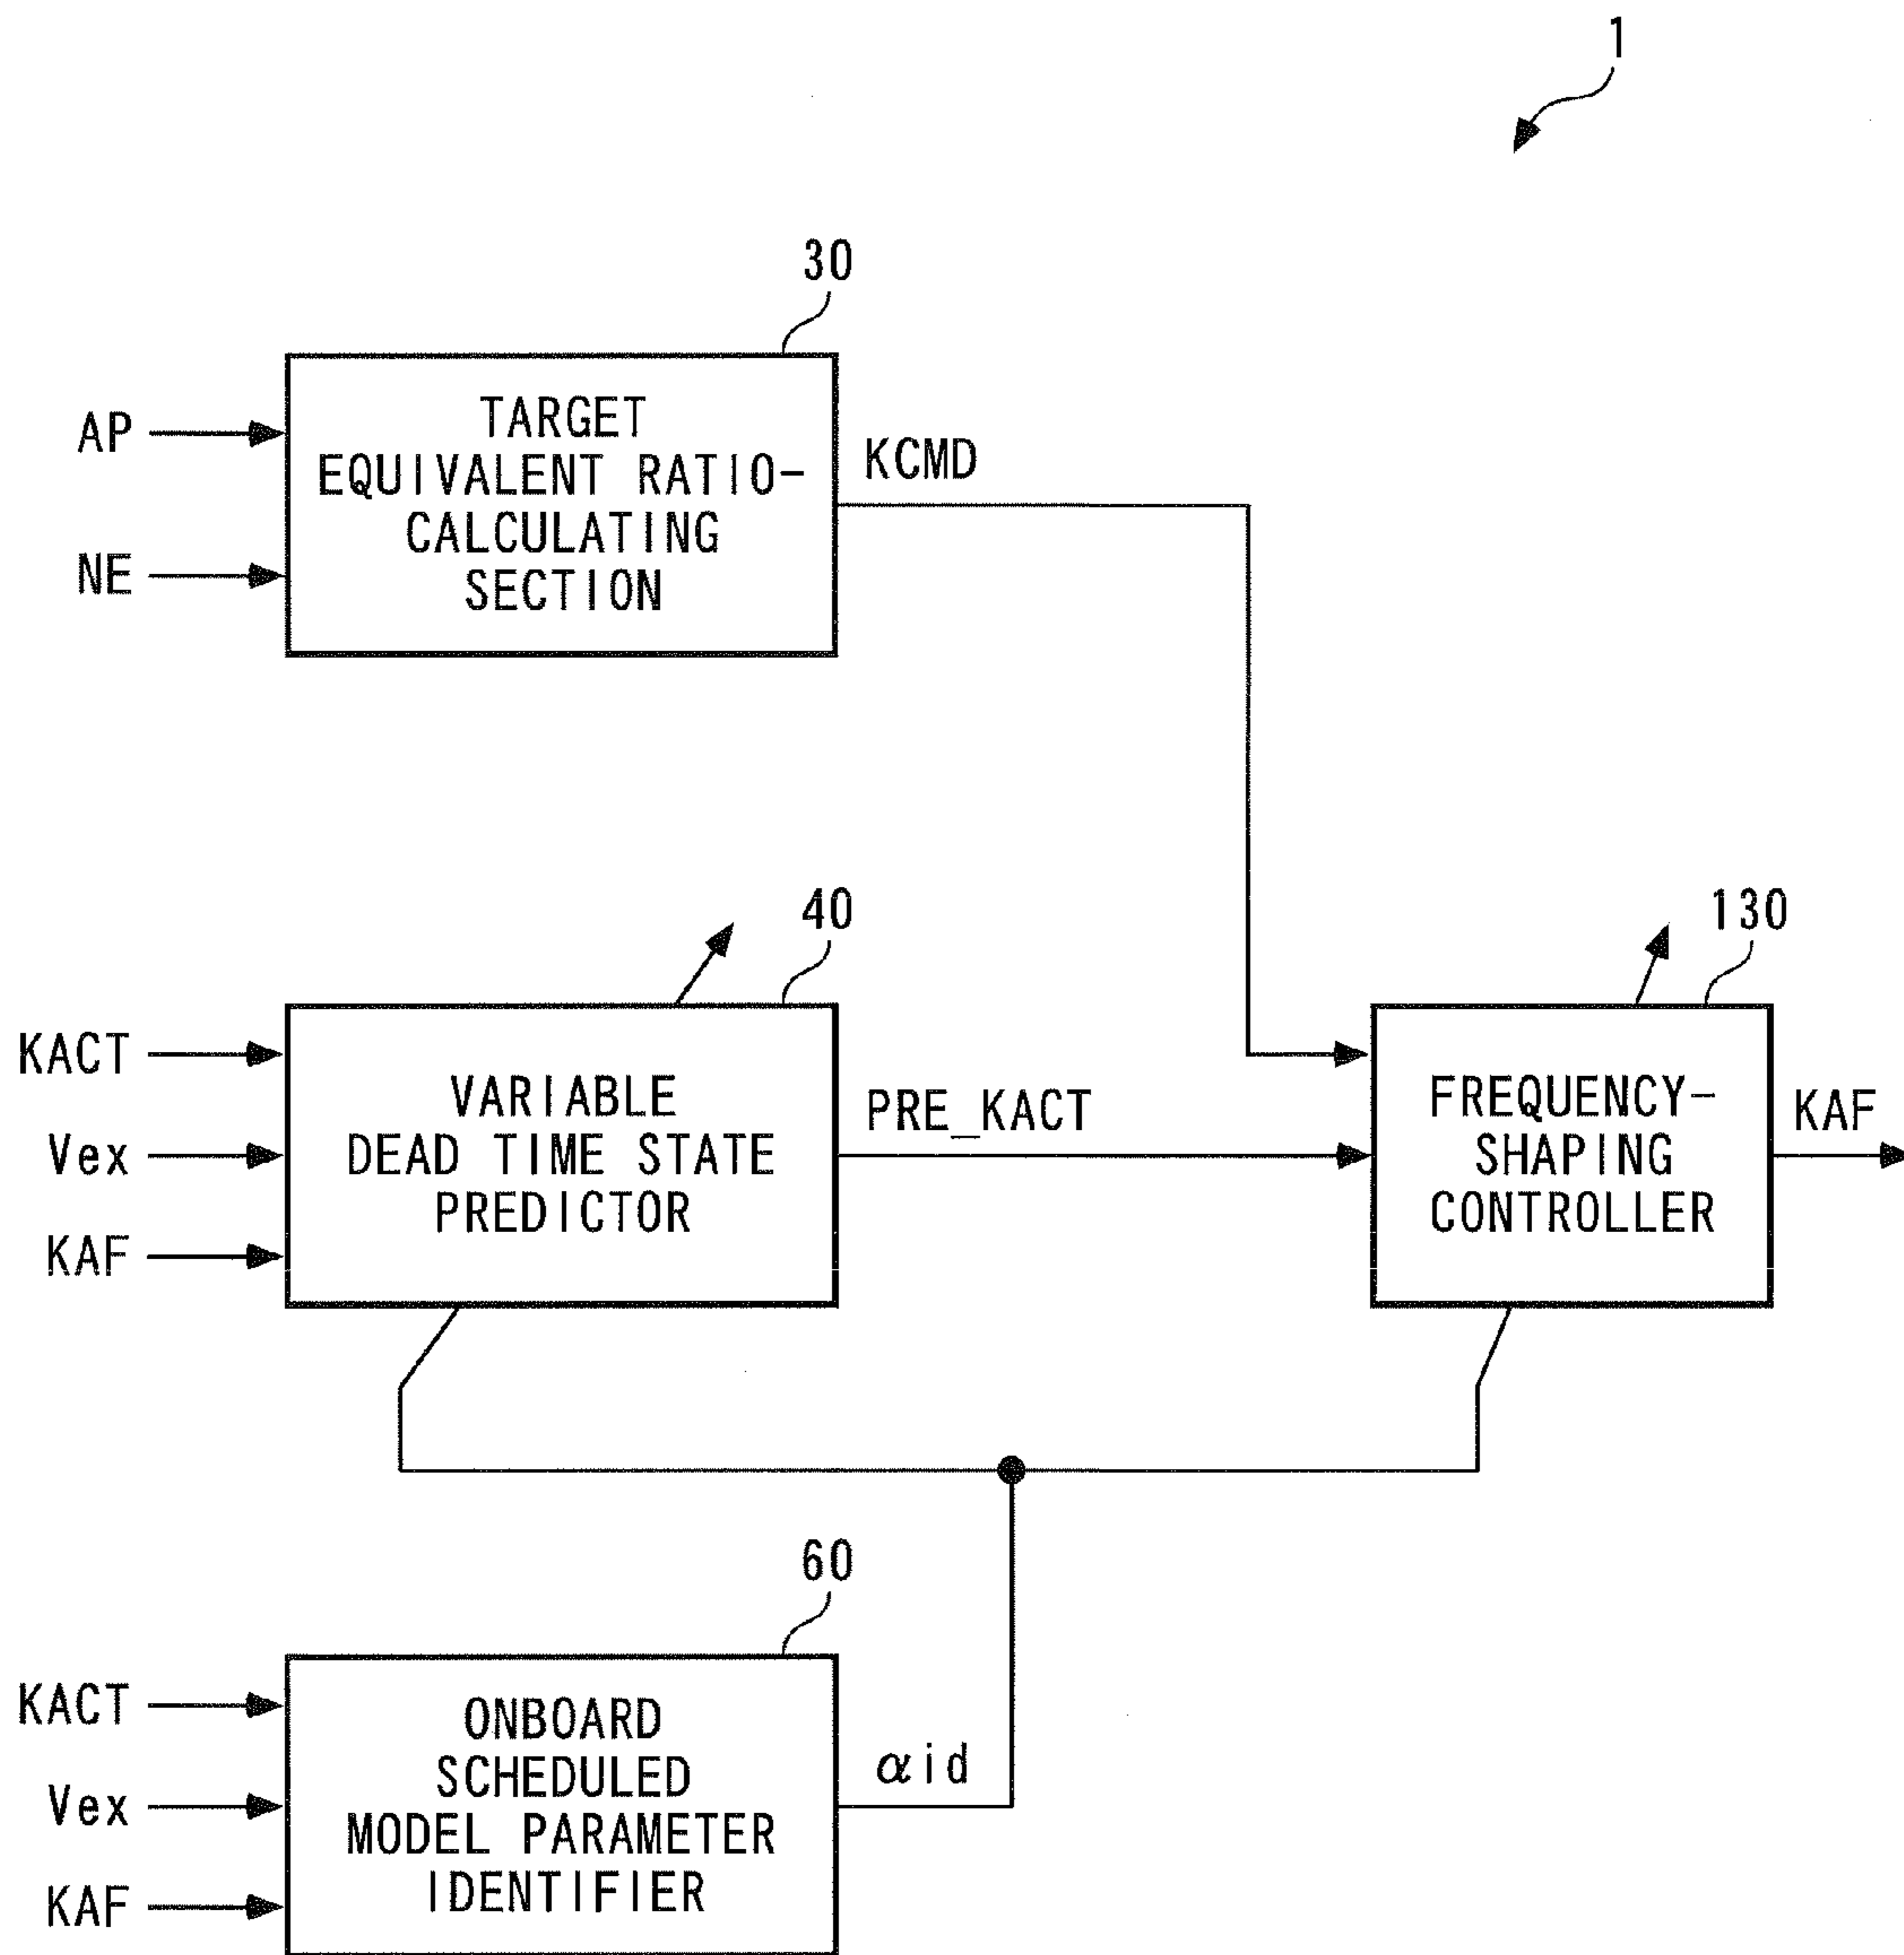 1
30
AP
NE
TARGET
EQUIVALENT RATIO-
CALCULATING
SECTION
KCMD
40
KACT
Vex
KAF
VARIABLE
DEAD TIME STATE
PREDICTOR
PRE_KACT
130
FREQUENCY-
SHAPING
CONTROLLER
KAF
60
KACT
Vex
KAF
ONBOARD
SCHEDULED
MODEL PARAMETER
IDENTIFIER
αid